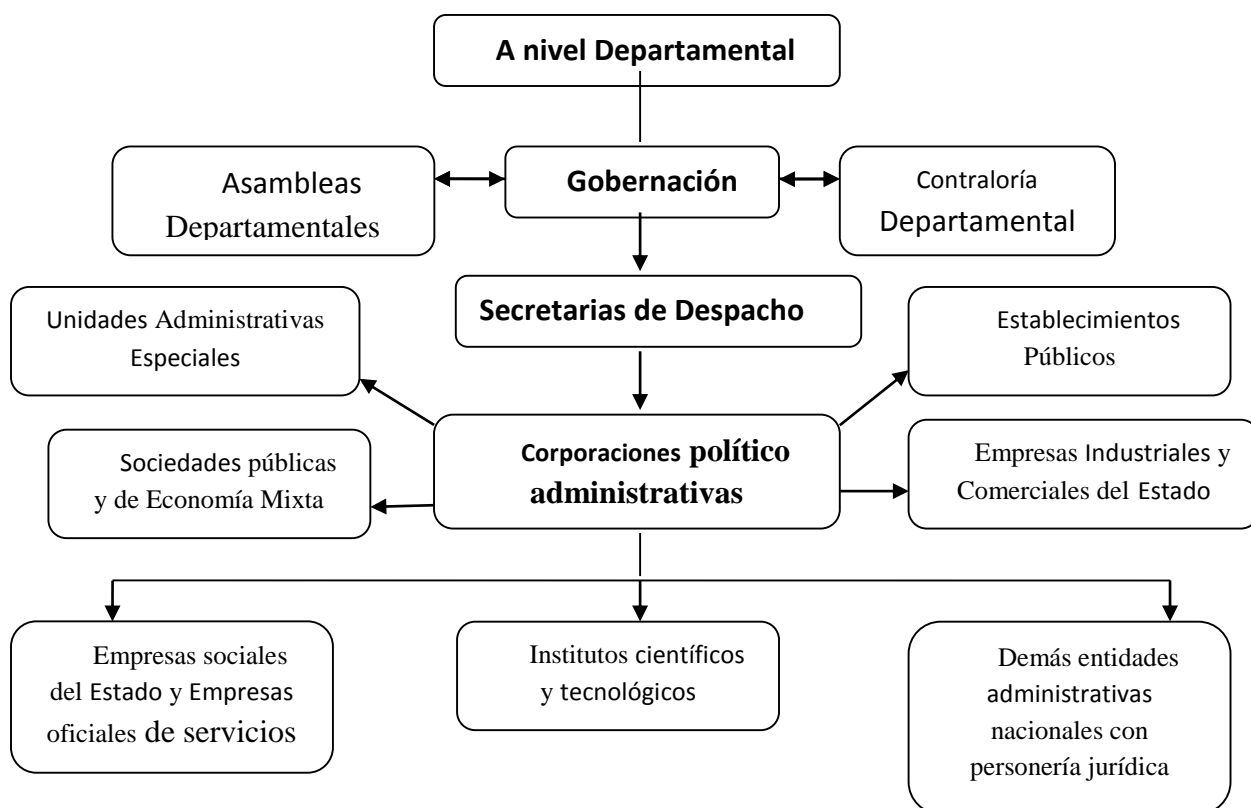 A nivel Departamental
Asambleas
Departamentales
Gobernación
Contraloría
Departamental
Secretarias de Despacho
Unidades Administrativas
Especiales
Establecimientos
Públicos
Corporaciones político
administrativas
Sociedades públicas
y de Economía Mixta
Empresas Industriales y
Comerciales del Estado
Empresas sociales
del Estado y Empresas
oficiales de servicios
Institutos científicos
y tecnológicos
Demás entidades
administrativas
nacionales con
personería jurídica